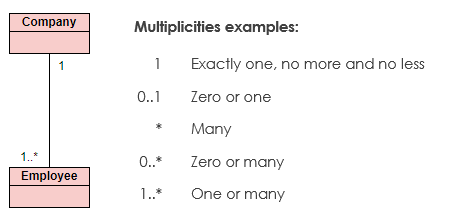 Company
1
1..*
Employee
Multiplicities examples:
1 Exactly one, no more and no less
0..1 Zero or one
* Many
0..* Zero or many
1..* One or many